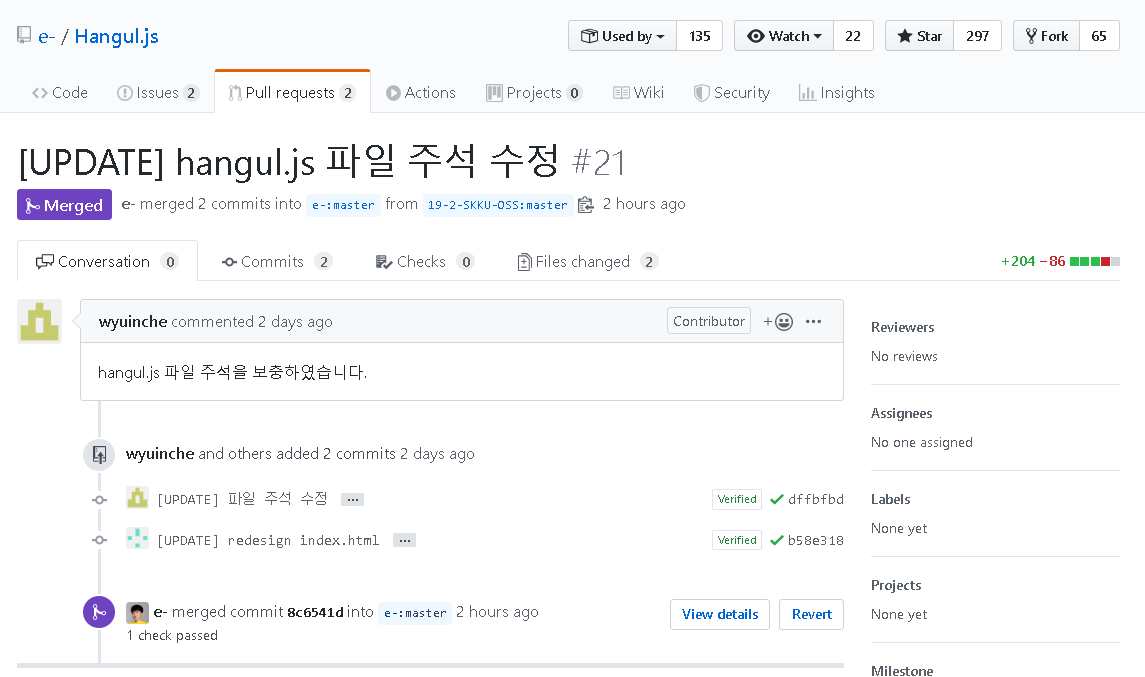 e- / Hangul.js
Used by 135 Watch 22 Star 297 Fork 65
Code Issues 2 Pull requests 2 Actions Projects 0 Wiki Security Insights
[UPDATE] hangul.js 파일 주석 수정 #21
Merged e- merged 2 commits into e-:master from 19-2-SKKU-OSS:master 2 hours ago
Conversation 0 Commits 2 Checks 0 Files changed 2 +204 −86
wyuinche commented 2 days ago Contributor
hangul.js 파일 주석을 보충하였습니다.
wyuinche and others added 2 commits 2 days ago
[UPDATE] 파일 주석 수정 ... Verified dffbfbd
[UPDATE] redesign index.html ... Verified b58e318
e- merged commit 8c6541d into e-:master 2 hours ago View details Revert
1 check passed
Reviewers
No reviews
Assignees
No one assigned
Labels
None yet
Projects
None yet
Milestone